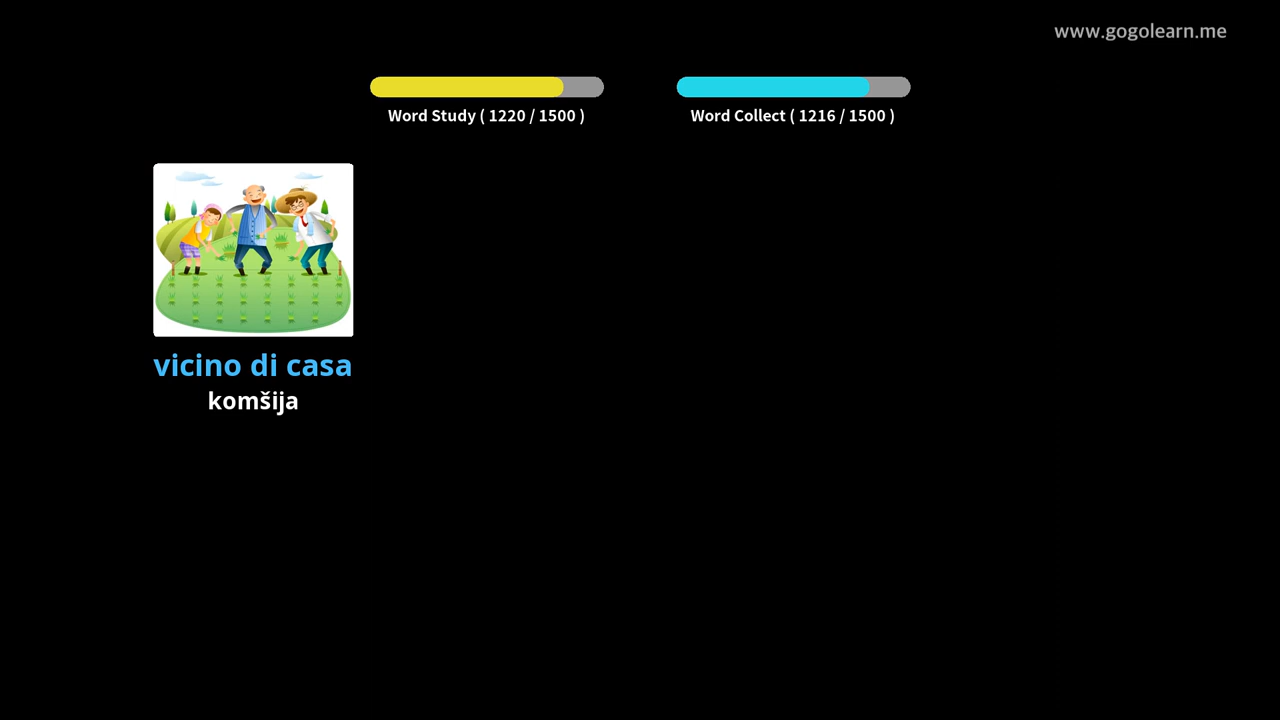 www.gogolearn.me
Word Study ( 1220 / 1500 )
Word Collect ( 1216 / 1500 )
vicino di casa
komšija